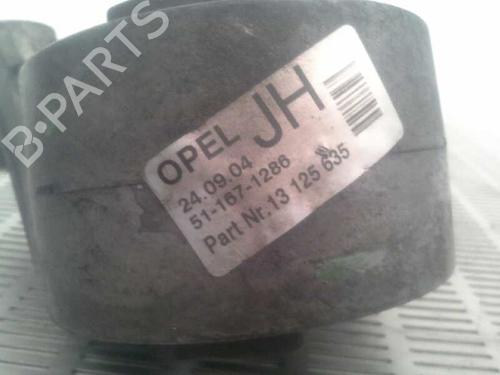 B-PARTS
OPEL JH
24.09.04
51-167-1286
Part Nr. 13 125 635